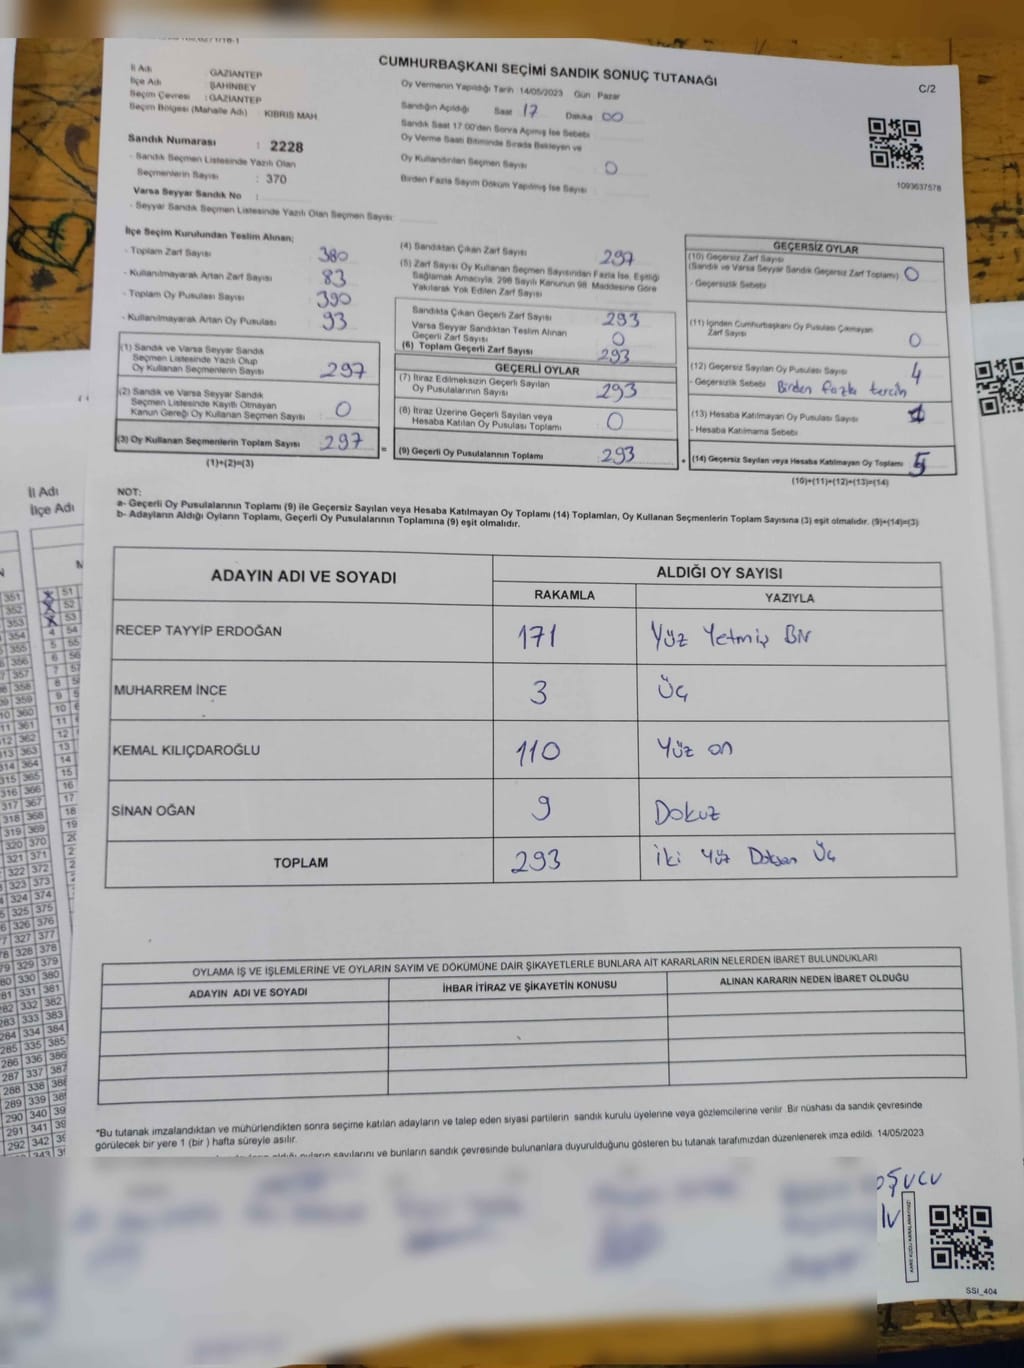 CUMHURBAŞKANI SEÇİMİ SANDIK SONUÇ TUTANAĞI
C/2
İl Adı GAZİANTEP
İlçe Adı : ŞAHİNBEY
Seçim Çevresi : GAZİANTEP
Seçim Bölgesi (Mahalle Adı) : KIBRIS MAH
Oy Vermenin Yapıldığı Tarih 14/05/2023 Gün Pazar
Sandığın Açıldığı Saat 17 Dakika 00
Sandık Saat 17.00'den Sonra Açılmış İse Sebebi
Oy Verme Saati Bitiminde Sırada Bekleyen ve
Oy Kullandırılan Seçmen Sayısı 0
Birden Fazla Sayım Döküm Yapılmış İse Sayısı
1093637578
Sandık Numarası : 2228
- Sandık Seçmen Listesinde Yazılı Olan
Seçmenlerin Sayısı : 370
Varsa Seyyar Sandık No :
- Seyyar Sandık Seçmen Listesinde Yazılı Olan Seçmen Sayısı:
İlçe Seçim Kurulundan Teslim Alınan;
- Toplam Zarf Sayısı 380
- Kullanılmayarak Artan Zarf Sayısı 83
- Toplam Oy Pusulası Sayısı 390
- Kullanılmayarak Artan Oy Pusulası 93
(1) Sandık ve Varsa Seyyar Sandık
Seçmen Listesinde Yazılı Olup
Oy Kullanan Seçmenlerin Sayısı 297
(2) Sandık ve Varsa Seyyar Sandık
Seçmen Listesinde Kayıtlı Olmayan
Kanun Gereği Oy Kullanan Seçmen Sayısı 0
(3) Oy Kullanan Seçmenlerin Toplam Sayısı 297 =
(1)+(2)=(3)
(4) Sandıktan Çıkan Zarf Sayısı 297
(5) Zarf Sayısı Oy Kullanan Seçmen Sayısından Fazla İse, Eşitliği
Sağlamak Amacıyla, 298 Sayılı Kanunun 98. Maddesine Göre
Yakılarak Yok Edilen Zarf Sayısı
Sandıkta Çıkan Geçerli Zarf Sayısı 293
Varsa Seyyar Sandıktan Teslim Alınan
Geçerli Zarf Sayısı 0
(6) Toplam Geçerli Zarf Sayısı 293
GEÇERLİ OYLAR
(7) İtiraz Edilmeksizin Geçerli Sayılan
Oy Pusulalarının Sayısı 293
(8) İtiraz Üzerine Geçerli Sayılan veya
Hesaba Katılan Oy Pusulası Toplamı 0
(9) Geçerli Oy Pusulalarının Toplamı 293 +
GEÇERSİZ OYLAR
(10) Geçersiz Zarf Sayısı
(Sandık ve Varsa Seyyar Sandık Geçersiz Zarf Toplamı) 0
- Geçersizlik Sebebi
(11) İçinden Cumhurbaşkanı Oy Pusulası Çıkmayan
Zarf Sayısı 0
(12) Geçersiz Sayılan Oy Pusulası Sayısı 4
- Geçersizlik Sebebi Birden fazla tercih
(13) Hesaba Katılmayan Oy Pusulası Sayısı
- Hesaba Katılmama Sebebi
(14) Geçersiz Sayılan veya Hesaba Katılmayan Oy Toplamı
(10)+(11)+(12)+(13)=(14)
NOT:
a- Geçerli Oy Pusulalarının Toplamı (9) ile Geçersiz Sayılan veya Hesaba Katılmayan Oy Toplamı (14) Toplamları, Oy Kullanan Seçmenlerin Toplam Sayısına (3) eşit olmalıdır. (9)+(14)=(3)
b- Adayların Aldığı Oyların Toplamı, Geçerli Oy Pusulalarının Toplamına (9) eşit olmalıdır.
ADAYIN ADI VE SOYADI
ALDIĞI OY SAYISI
RAKAMLA YAZIYLA
RECEP TAYYİP ERDOĞAN 171 Yüz Yetmiş Bir
MUHARREM İNCE 3 Üç
KEMAL KILIÇDAROĞLU 110 Yüz on
SİNAN OĞAN 9 Dokuz
TOPLAM 293 İki Yüz Doksan Üç
OYLAMA İŞ VE İŞLEMLERİNE VE OYLARIN SAYIM VE DÖKÜMÜNE DAİR ŞİKAYETLERLE BUNLARA AİT KARARLARIN NELERDEN İBARET BULUNDUKLARI
ADAYIN ADI VE SOYADI
İHBAR İTİRAZ VE ŞİKAYETİN KONUSU
ALINAN KARARIN NEDEN İBARET OLDUĞU
*Bu tutanak imzalandıktan ve mühürlendikten sonra seçime katılan adayların ve talep eden siyasi partilerin sandık kurulu üyelerine veya gözlemcilerine verilir. Bir nüshası da sandık çevresinde
görülecek bir yere 1 (bir ) hafta süreyle asılır.
sayılarını ve bunların sandık çevresinde bulunanlara duyurulduğunu gösteren bu tutanak tarafımızdan düzenlenerek imza edildi. 14/05/2023
SSI_404
İl Adı
İlçe Adı